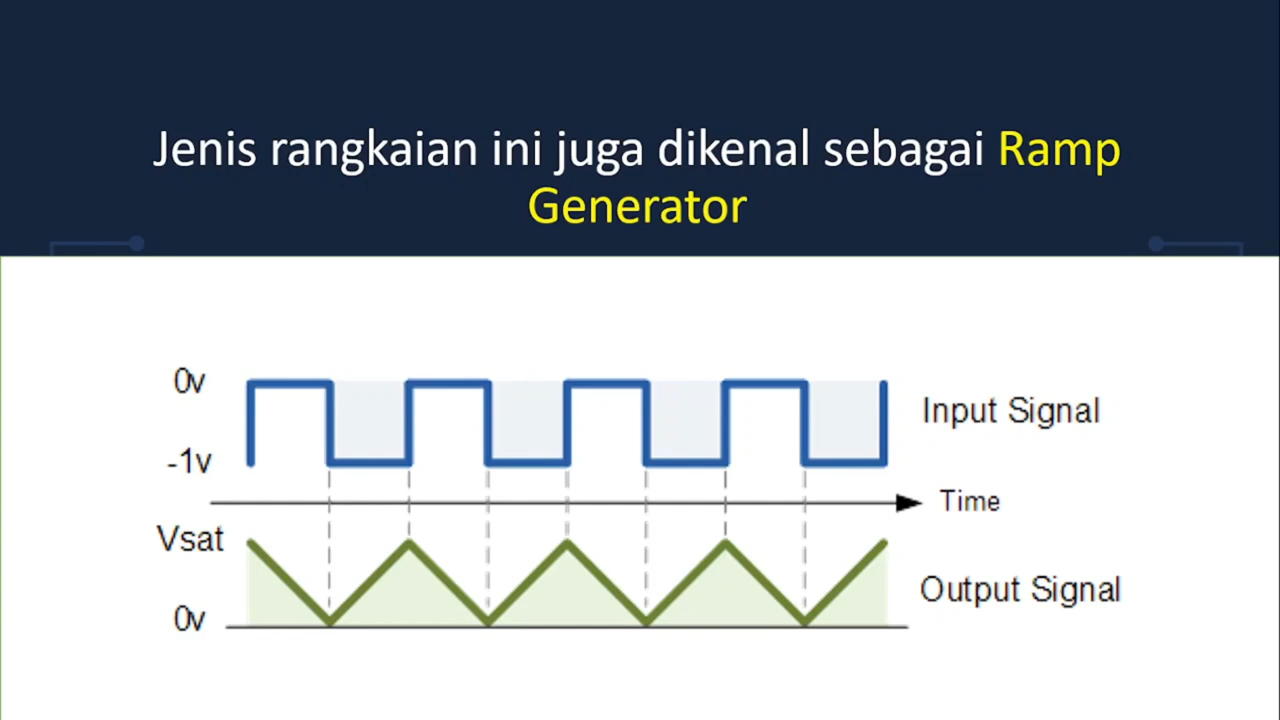 Jenis rangkaian ini juga dikenal sebagai Ramp
Generator
0v
-1v
Input Signal
Time
Vsat
0v
Output Signal